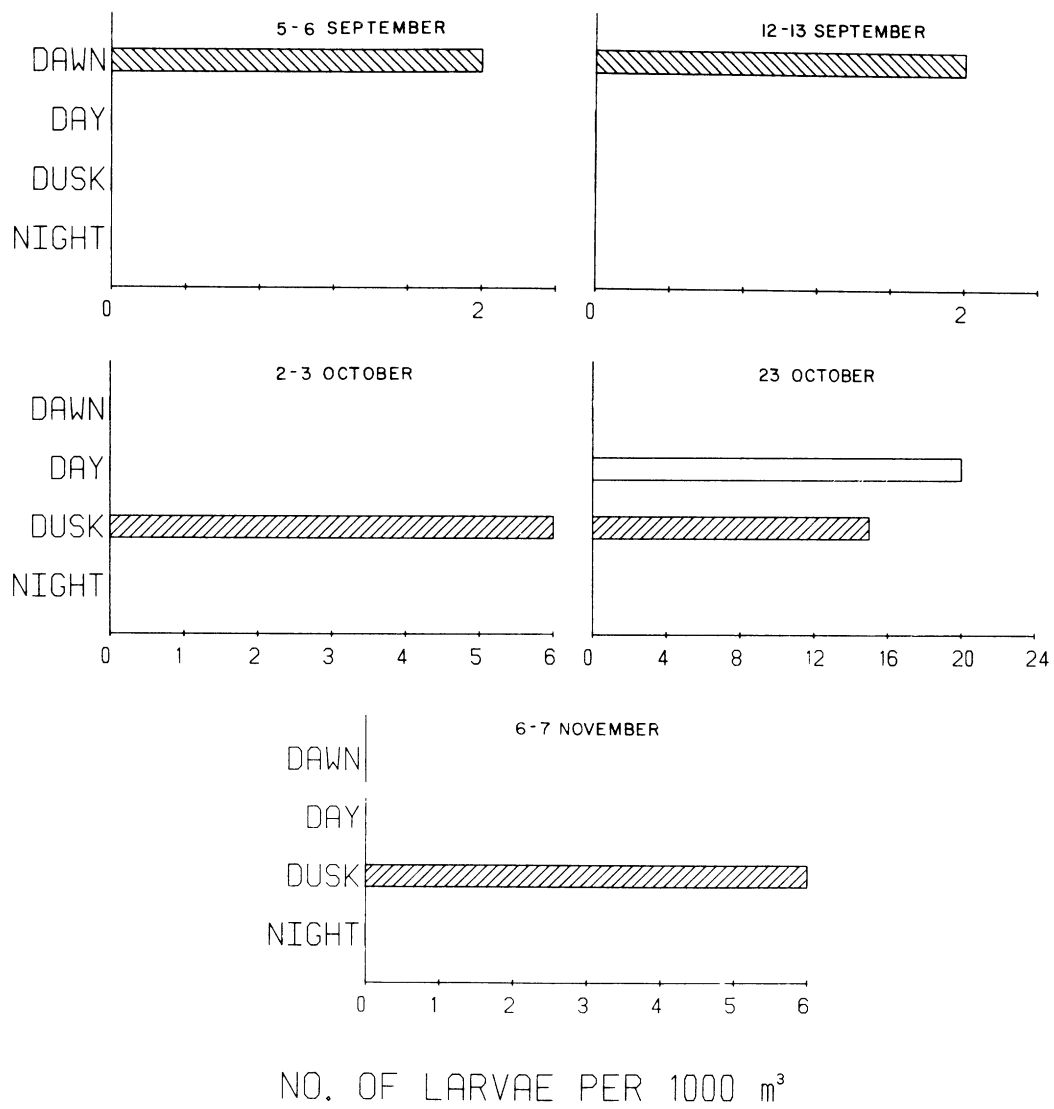 5-6 SEPTEMBER
DAWN
DAY
DUSK
NIGHT
0 2
12-13 SEPTEMBER
0 2
2-3 OCTOBER
DAWN
DAY
DUSK
NIGHT
0 1 2 3 4 5 6
23 OCTOBER
0 4 8 12 16 20 24
6-7 NOVEMBER
DAWN
DAY
DUSK
NIGHT
0 1 2 3 4 5 6
NO. OF LARVAE PER 1000 m³